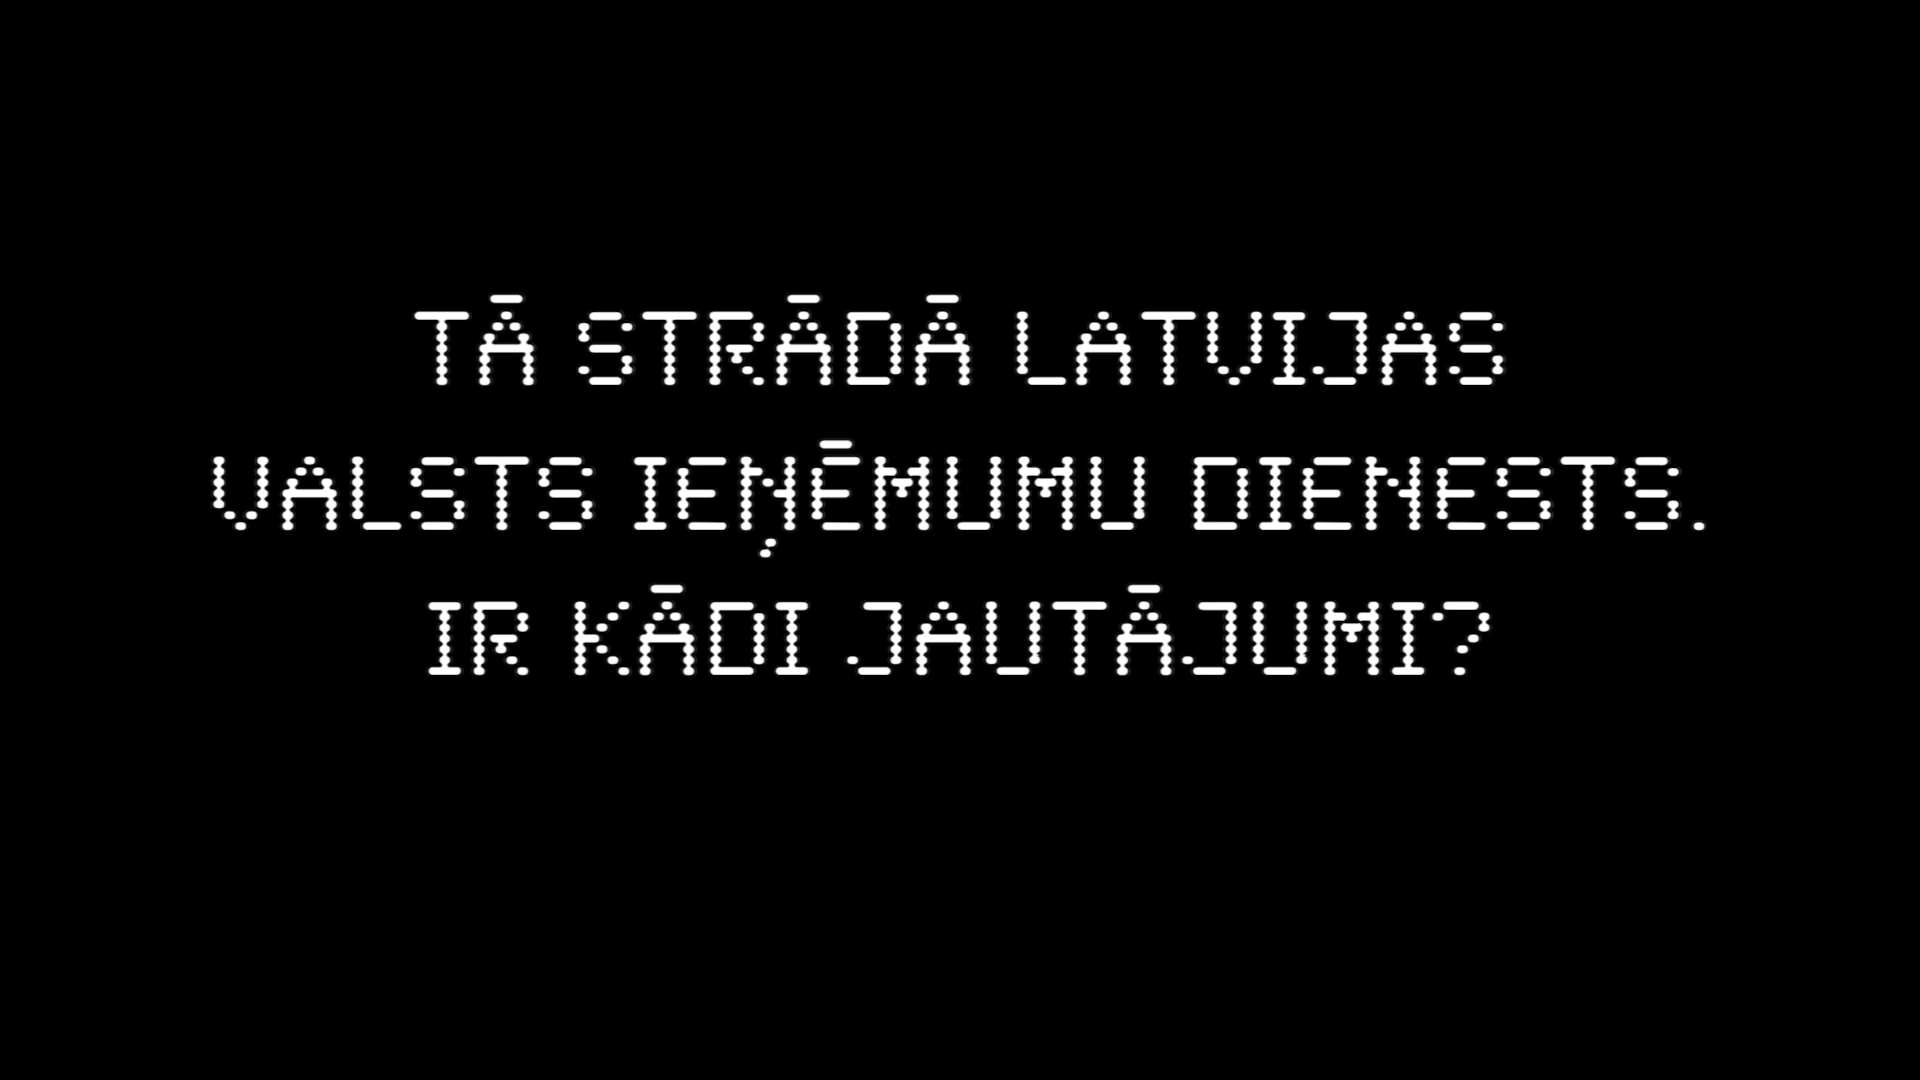 TĀ STRĀDĀ LATVIJAS
VALSTS IEŅĒMUMU DIENESTS.
IR KĀDI JAUTĀJUMI?